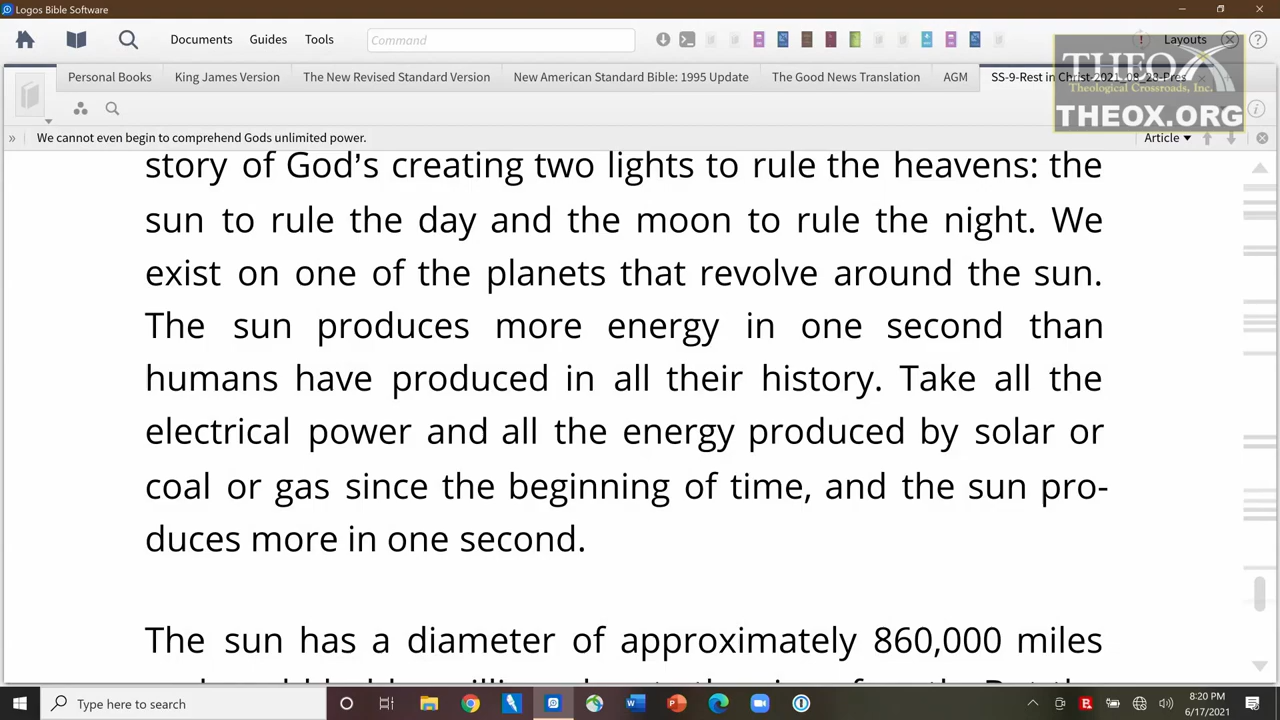 Logos Bible Software
Documents Guides Tools Command Layouts
THEOX
Theological Crossroads, Inc.
THEOX.ORG
Personal Books King James Version The New Revised Standard Version New American Standard Bible: 1995 Update The Good News Translation AGM SS-9-Rest in Christ-2021_08_23-Pres
We cannot even begin to comprehend Gods unlimited power. Article
story of God's creating two lights to rule the heavens: the
sun to rule the day and the moon to rule the night. We
exist on one of the planets that revolve around the sun.
The sun produces more energy in one second than
humans have produced in all their history. Take all the
electrical power and all the energy produced by solar or
coal or gas since the beginning of time, and the sun pro-
duces more in one second.
The sun has a diameter of approximately 860,000 miles
Type here to search
8:20 PM
6/17/2021